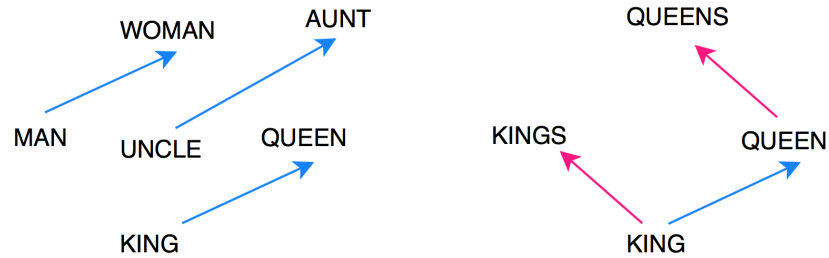 WOMAN
AUNT
MAN
UNCLE
QUEEN
KING
QUEENS
KINGS
QUEEN
KING